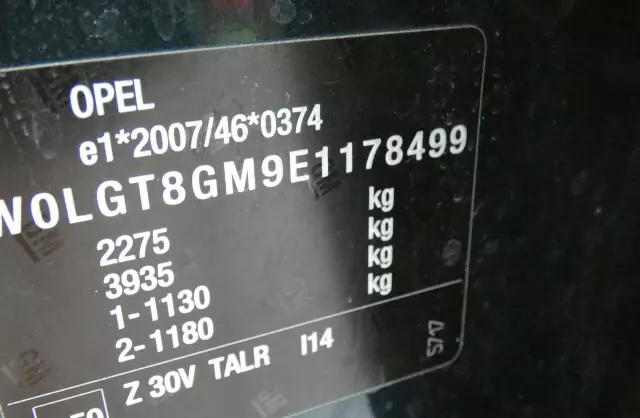 OPEL
e1*2007/46*0374
W0LGT8GM9E1178499
2275 kg
3935 kg
1-1130 kg
2-1180 kg
Z 30V TALR I14